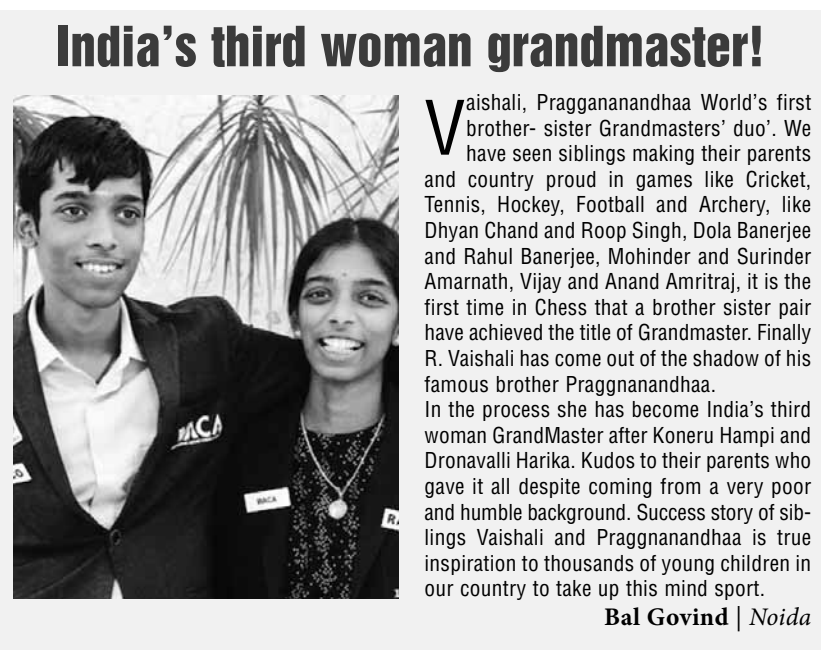 India's third woman grandmaster!
Vaishali, Praggananandhaa World's first
brother- sister Grandmasters' duo'. We
have seen siblings making their parents
and country proud in games like Cricket,
Tennis, Hockey, Football and Archery, like
Dhyan Chand and Roop Singh, Dola Banerjee
and Rahul Banerjee, Mohinder and Surinder
Amarnath, Vijay and Anand Amritraj, it is the
first time in Chess that a brother sister pair
have achieved the title of Grandmaster. Finally
R. Vaishali has come out of the shadow of his
famous brother Praggnanandhaa.
In the process she has become India's third
woman GrandMaster after Koneru Hampi and
Dronavalli Harika. Kudos to their parents who
gave it all despite coming from a very poor
and humble background. Success story of sib-
lings Vaishali and Praggnanandhaa is true
inspiration to thousands of young children in
our country to take up this mind sport.
Bal Govind | Noida
WACA
WACA